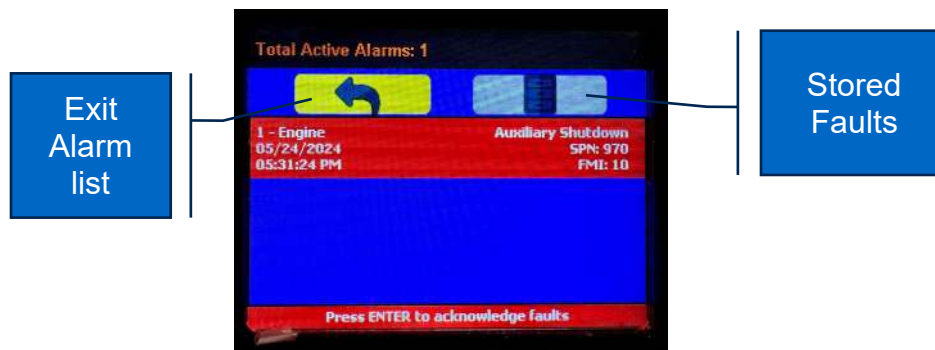 Total Active Alarms: 1
Exit
Alarm
list
Stored
Faults
1 - Engine
Auxiliary Shutdown
05/24/2024
SPN: 970
05:31:24 PM
FMI: 10
Press ENTER to acknowledge faults